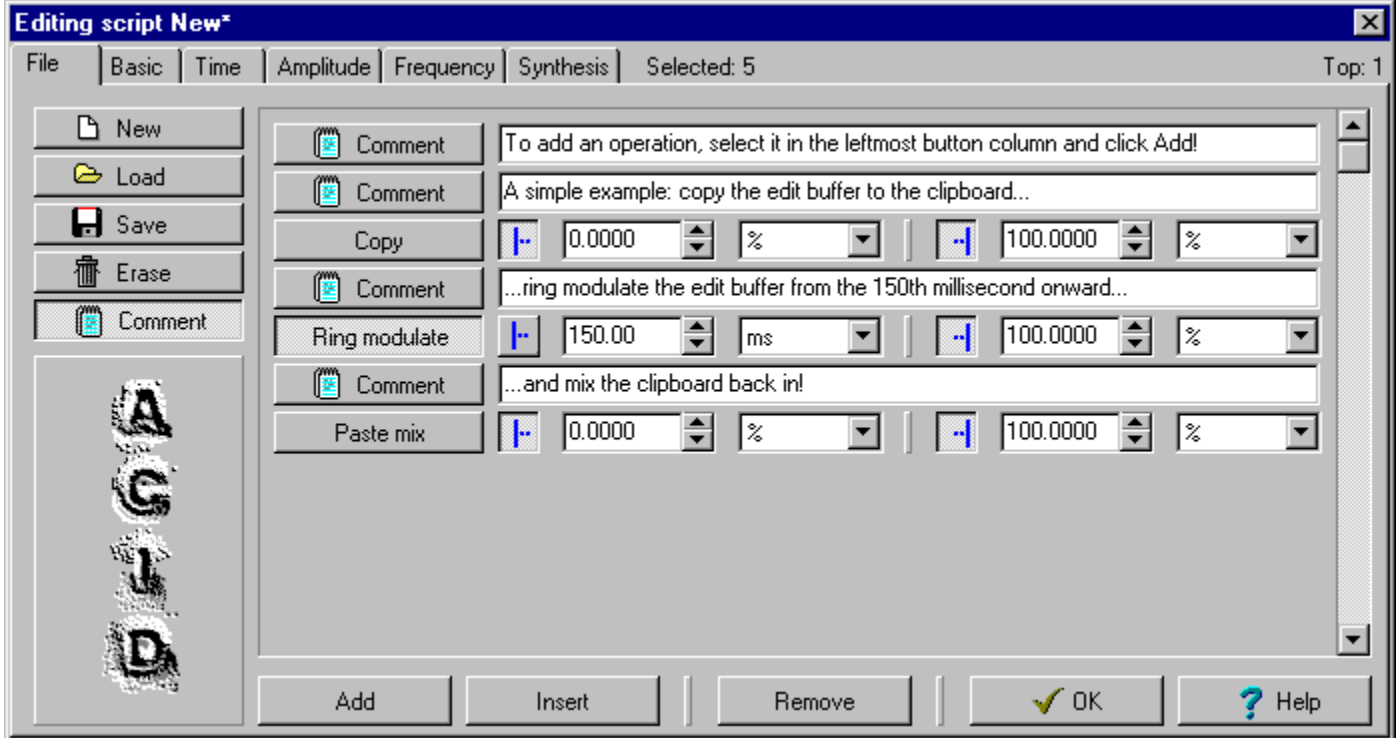 Editing script New*
File Basic Time Amplitude Frequency Synthesis Selected: 5 Top: 1
New
Load
Save
Erase
Comment
ACID
Comment To add an operation, select it in the leftmost button column and click Add!
Comment A simple example: copy the edit buffer to the clipboard...
Copy 0.0000 % 100.0000 %
Comment ...ring modulate the edit buffer from the 150th millisecond onward...
Ring modulate 150.00 ms 100.0000 %
Comment ...and mix the clipboard back in!
Paste mix 0.0000 % 100.0000 %
Add Insert Remove OK ? Help